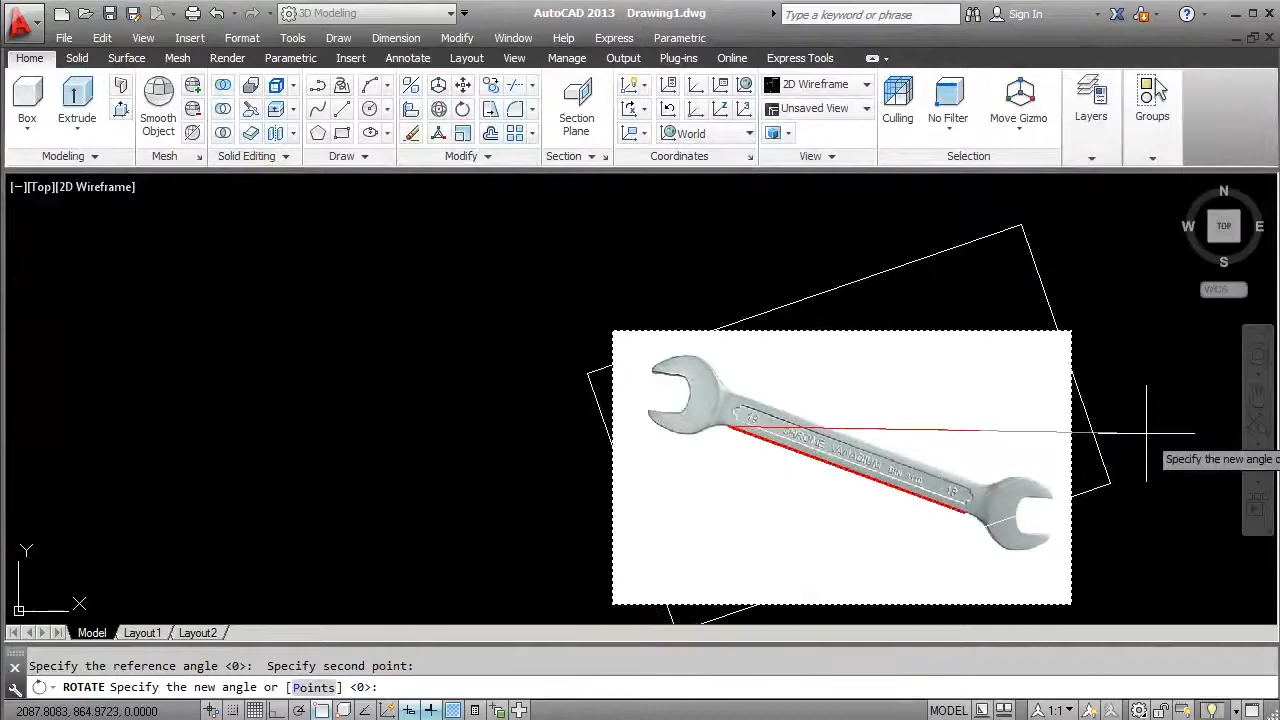 3D Modeling
AutoCAD 2013 Drawing1.dwg
Type a keyword or phrase
Sign In
File Edit View Insert Format Tools Draw Dimension Modify Window Help Express Parametric
Home Solid Surface Mesh Render Parametric Insert Annotate Layout View Manage Output Plug-ins Online Express Tools
Box
Extrude
Smooth
Object
Section
Plane
2D Wireframe
Unsaved View
World
Culling
No Filter
Move Gizmo
Layers
Groups
Modeling
Mesh
Solid Editing
Draw
Modify
Section
Coordinates
View
Selection
[−][Top][2D Wireframe]
N
W
TOP
E
S
WCS
CHROME VANADIUM
Specify the new angle o
Y
X
Model Layout1 Layout2
Specify the reference angle <0>: Specify second point:
ROTATE Specify the new angle or [Points] <0>:
2087.8083, 864.9723, 0.0000
MODEL
1:1